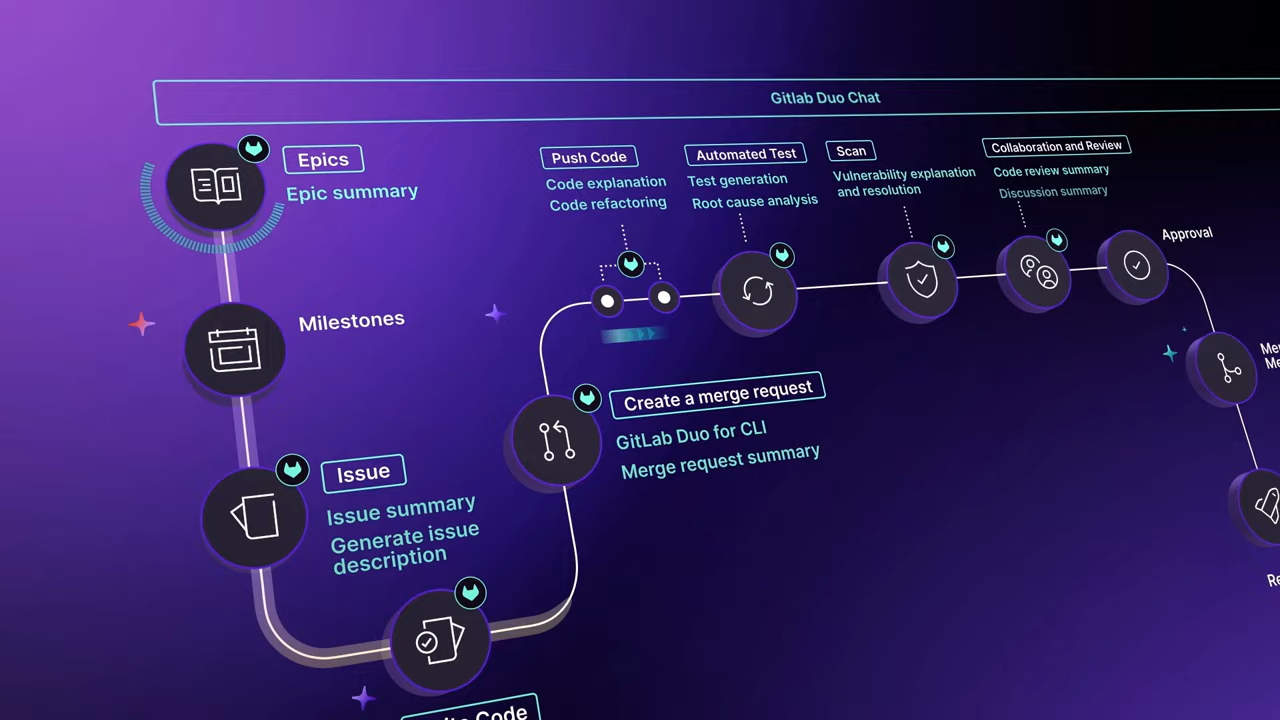 Gitlab Duo Chat
Epics
Epic summary
Milestones
Issue
Issue summary
Generate issue
description
Code
Create a merge request
GitLab Duo for CLI
Merge request summary
Push Code
Code explanation
Code refactoring
Automated Test
Test generation
Root cause analysis
Scan
Vulnerability explanation
and resolution
Collaboration and Review
Code review summary
Discussion summary
Approval